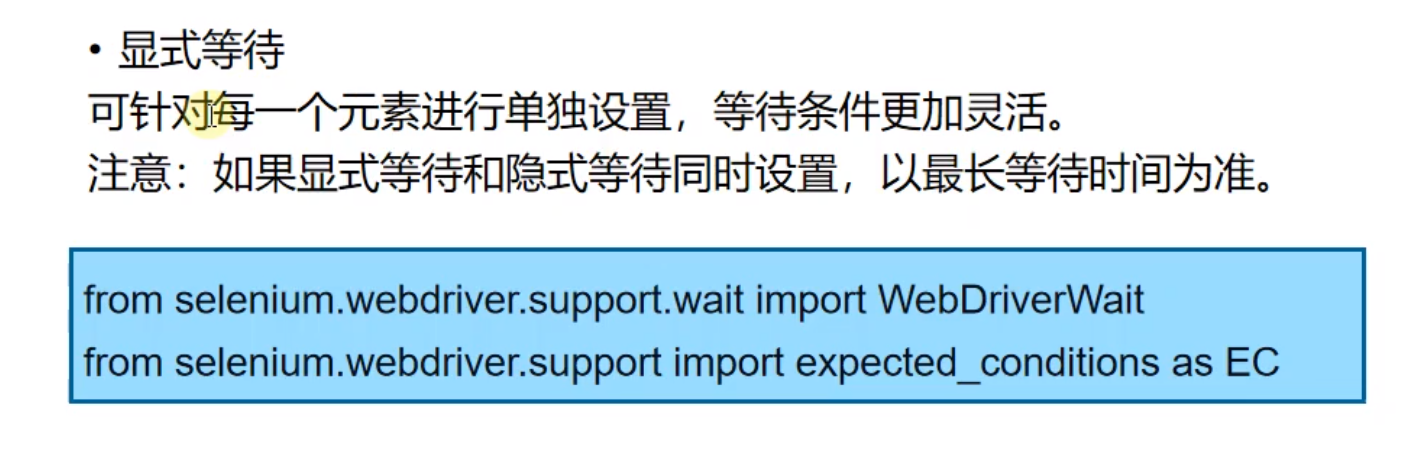 • 显式等待
可针对每一个元素进行单独设置，等待条件更加灵活。
注意：如果显式等待和隐式等待同时设置，以最长等待时间为准。
from selenium.webdriver.support.wait import WebDriverWait
from selenium.webdriver.support import expected_conditions as EC